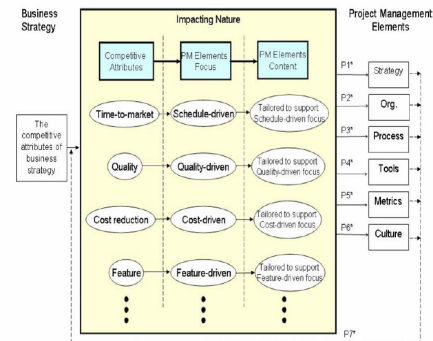 Business
Strategy
Impacting Nature
Project Management
Elements
Competitive
Attributes
PM Elements
Focus
PM Elements
Content
P1*
Strategy
Time-to-market
Schedule-driven
Tailored to support
Schedule-driven focus
P2*
Org.
The
competitive
attributes of
business
strategy
P3*
Process
Quality
Quality-driven
Tailored to support
Quality-driven focus
P4*
Tools
P5*
Metrics
Cost reduction
Cost-driven
Tailored to support
Cost-driven focus
P6*
Culture
Feature
Feature-driven
Tailored to support
Feature-driven focus
P7*